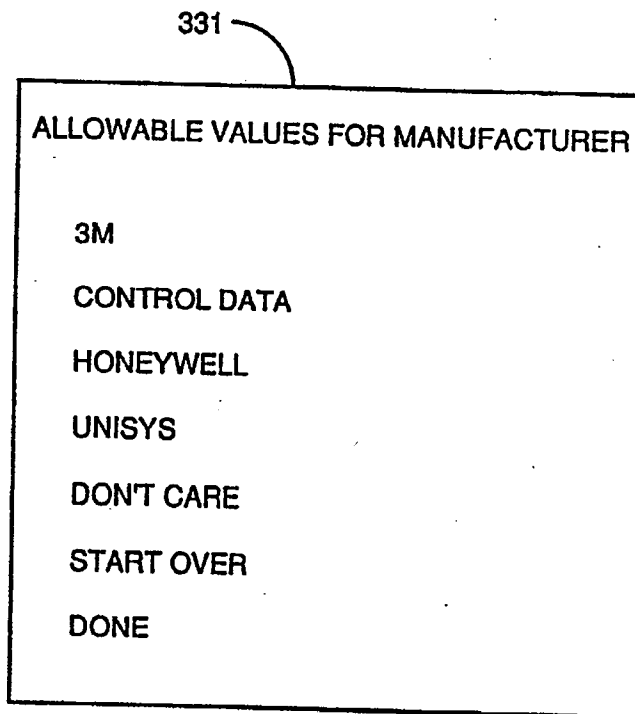 331
ALLOWABLE VALUES FOR MANUFACTURER
3M
CONTROL DATA
HONEYWELL
UNISYS
DON'T CARE
START OVER
DONE